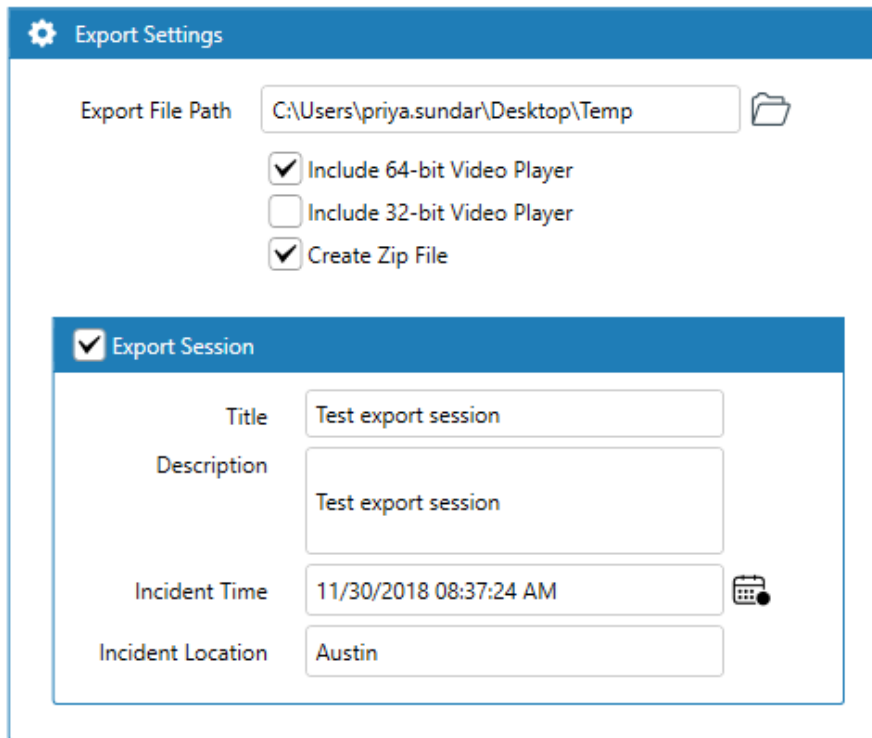 Export Settings
Export File Path C:\Users\priya.sundar\Desktop\Temp
Include 64-bit Video Player
Include 32-bit Video Player
Create Zip File
Export Session
Title Test export session
Description
Test export session
Incident Time 11/30/2018 08:37:24 AM
Incident Location Austin